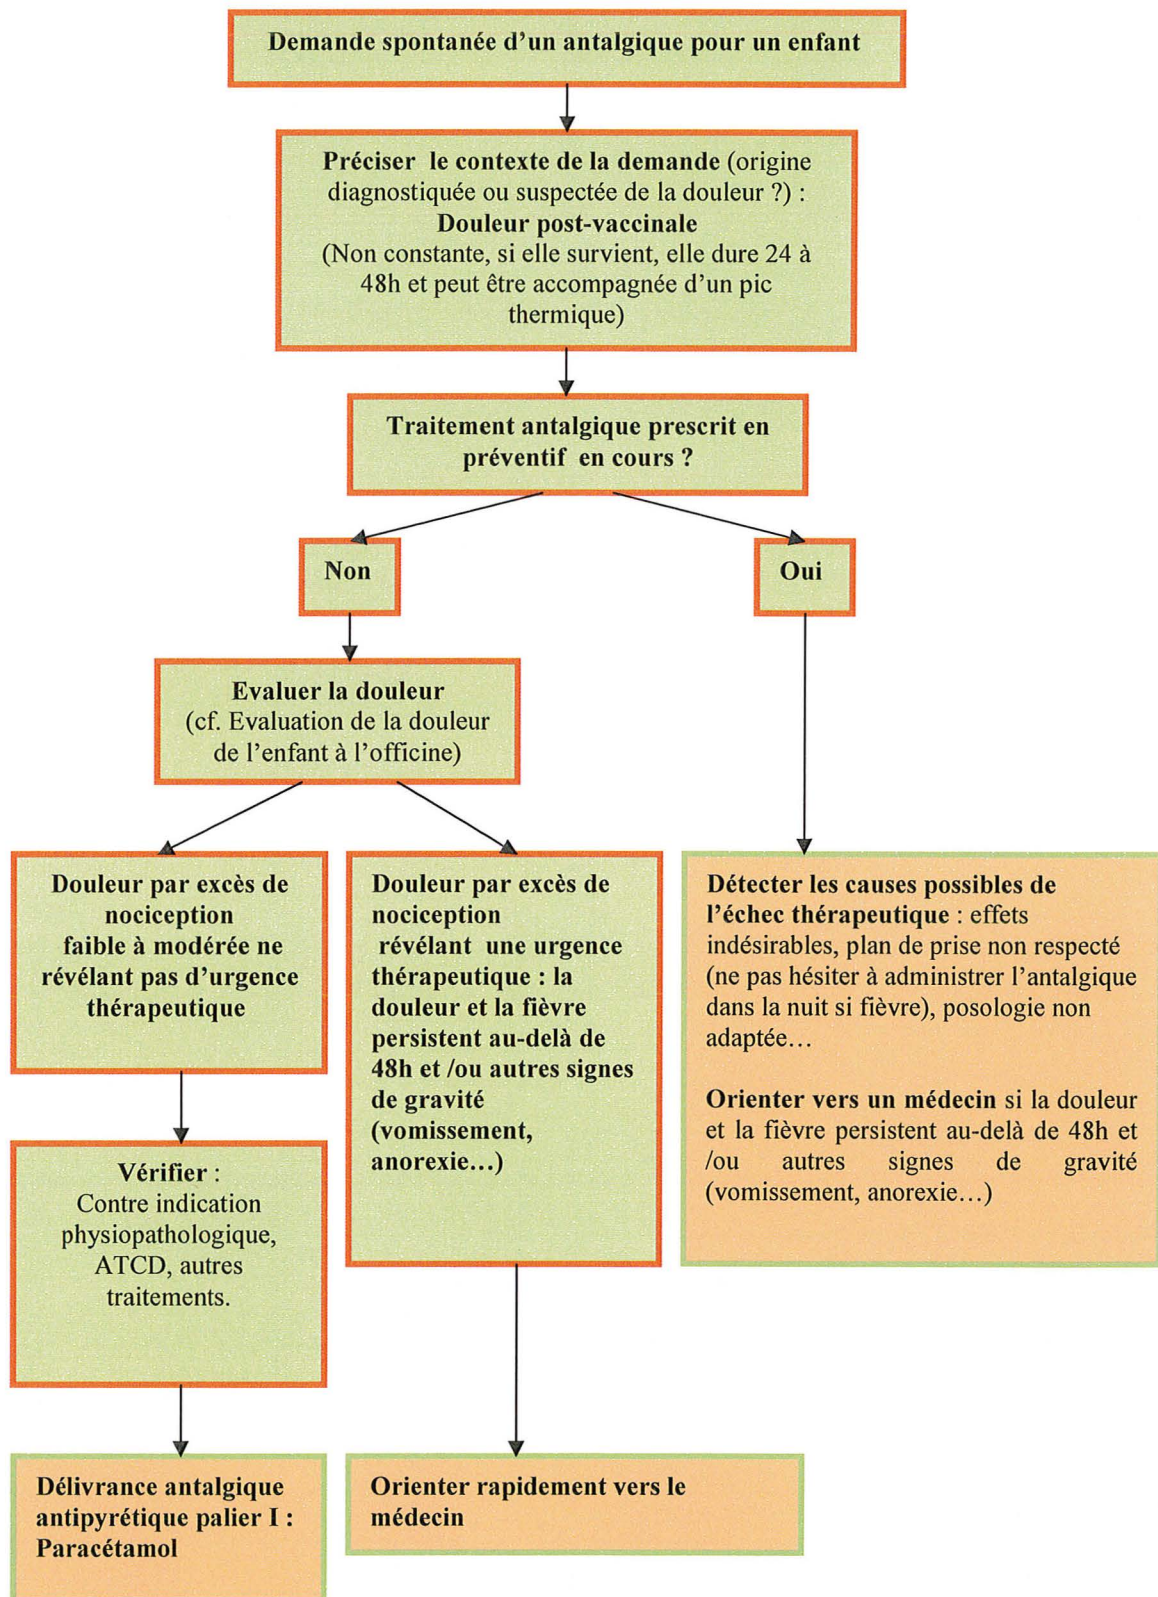 Demande spontanée d’un antalgique pour un enfant
Préciser le contexte de la demande (origine
diagnostiquée ou suspectée de la douleur ?) :
Douleur post-vaccinale
(Non constante, si elle survient, elle dure 24 à
48h et peut être accompagnée d’un pic
thermique)
Traitement antalgique prescrit en
préventif en cours ?
Non
Oui
Evaluer la douleur
(cf. Evaluation de la douleur
de l’enfant à l’officine)
Douleur par excès de
nociception
faible à modérée ne
révélant pas d’urgence
thérapeutique
Douleur par excès de
nociception
révélant une urgence
thérapeutique : la
douleur et la fièvre
persistent au-delà de
48h et /ou autres signes
de gravité
(vomissement,
anorexie…)
Détecter les causes possibles de
l’échec thérapeutique : effets
indésirables, plan de prise non respecté
(ne pas hésiter à administrer l’antalgique
dans la nuit si fièvre), posologie non
adaptée…
Orienter vers un médecin si la douleur
et la fièvre persistent au-delà de 48h et
/ou autres signes de gravité
(vomissement, anorexie…)
Vérifier :
Contre indication
physiopathologique,
ATCD, autres
traitements.
Délivrance antalgique
antipyrétique palier I :
Paracétamol
Orienter rapidement vers le
médecin